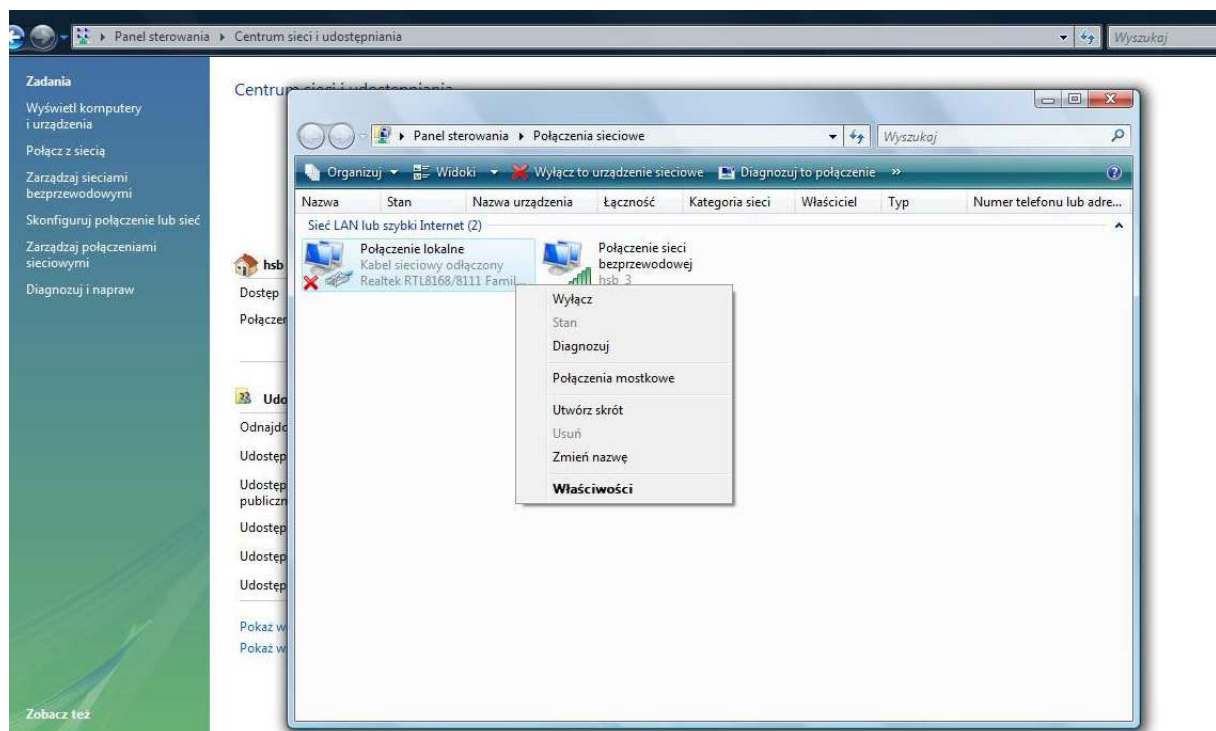 Panel sterowania Centrum sieci i udostępniania Wyszukaj
Zadania
Wyświetl komputery
i urządzenia
Połącz z siecią
Zarządzaj sieciami
bezprzewodowymi
Skonfiguruj połączenie lub sieć
Zarządzaj połączeniami
sieciowymi
Diagnozuj i napraw
Zobacz też
Centrum sieci i udostępniania
hsb
Dostęp
Połączen
Udo
Odnajdo
Udostęp
Udostęp
publiczn
Udostęp
Udostęp
Udostęp
Pokaż w
Pokaż w
Panel sterowania Połączenia sieciowe Wyszukaj
Organizuj Widoki Wyłącz to urządzenie sieciowe Diagnozuj to połączenie »
Nazwa Stan Nazwa urządzenia Łączność Kategoria sieci Właściciel Typ Numer telefonu lub adre...
Sieć LAN lub szybki Internet (2)
Połączenie lokalne
Kabel sieciowy odłączony
Realtek RTL8168/8111 Famil...
Połączenie sieci
bezprzewodowej
hsb_3
Wyłącz
Stan
Diagnozuj
Połączenia mostkowe
Utwórz skrót
Usuń
Zmień nazwę
Właściwości